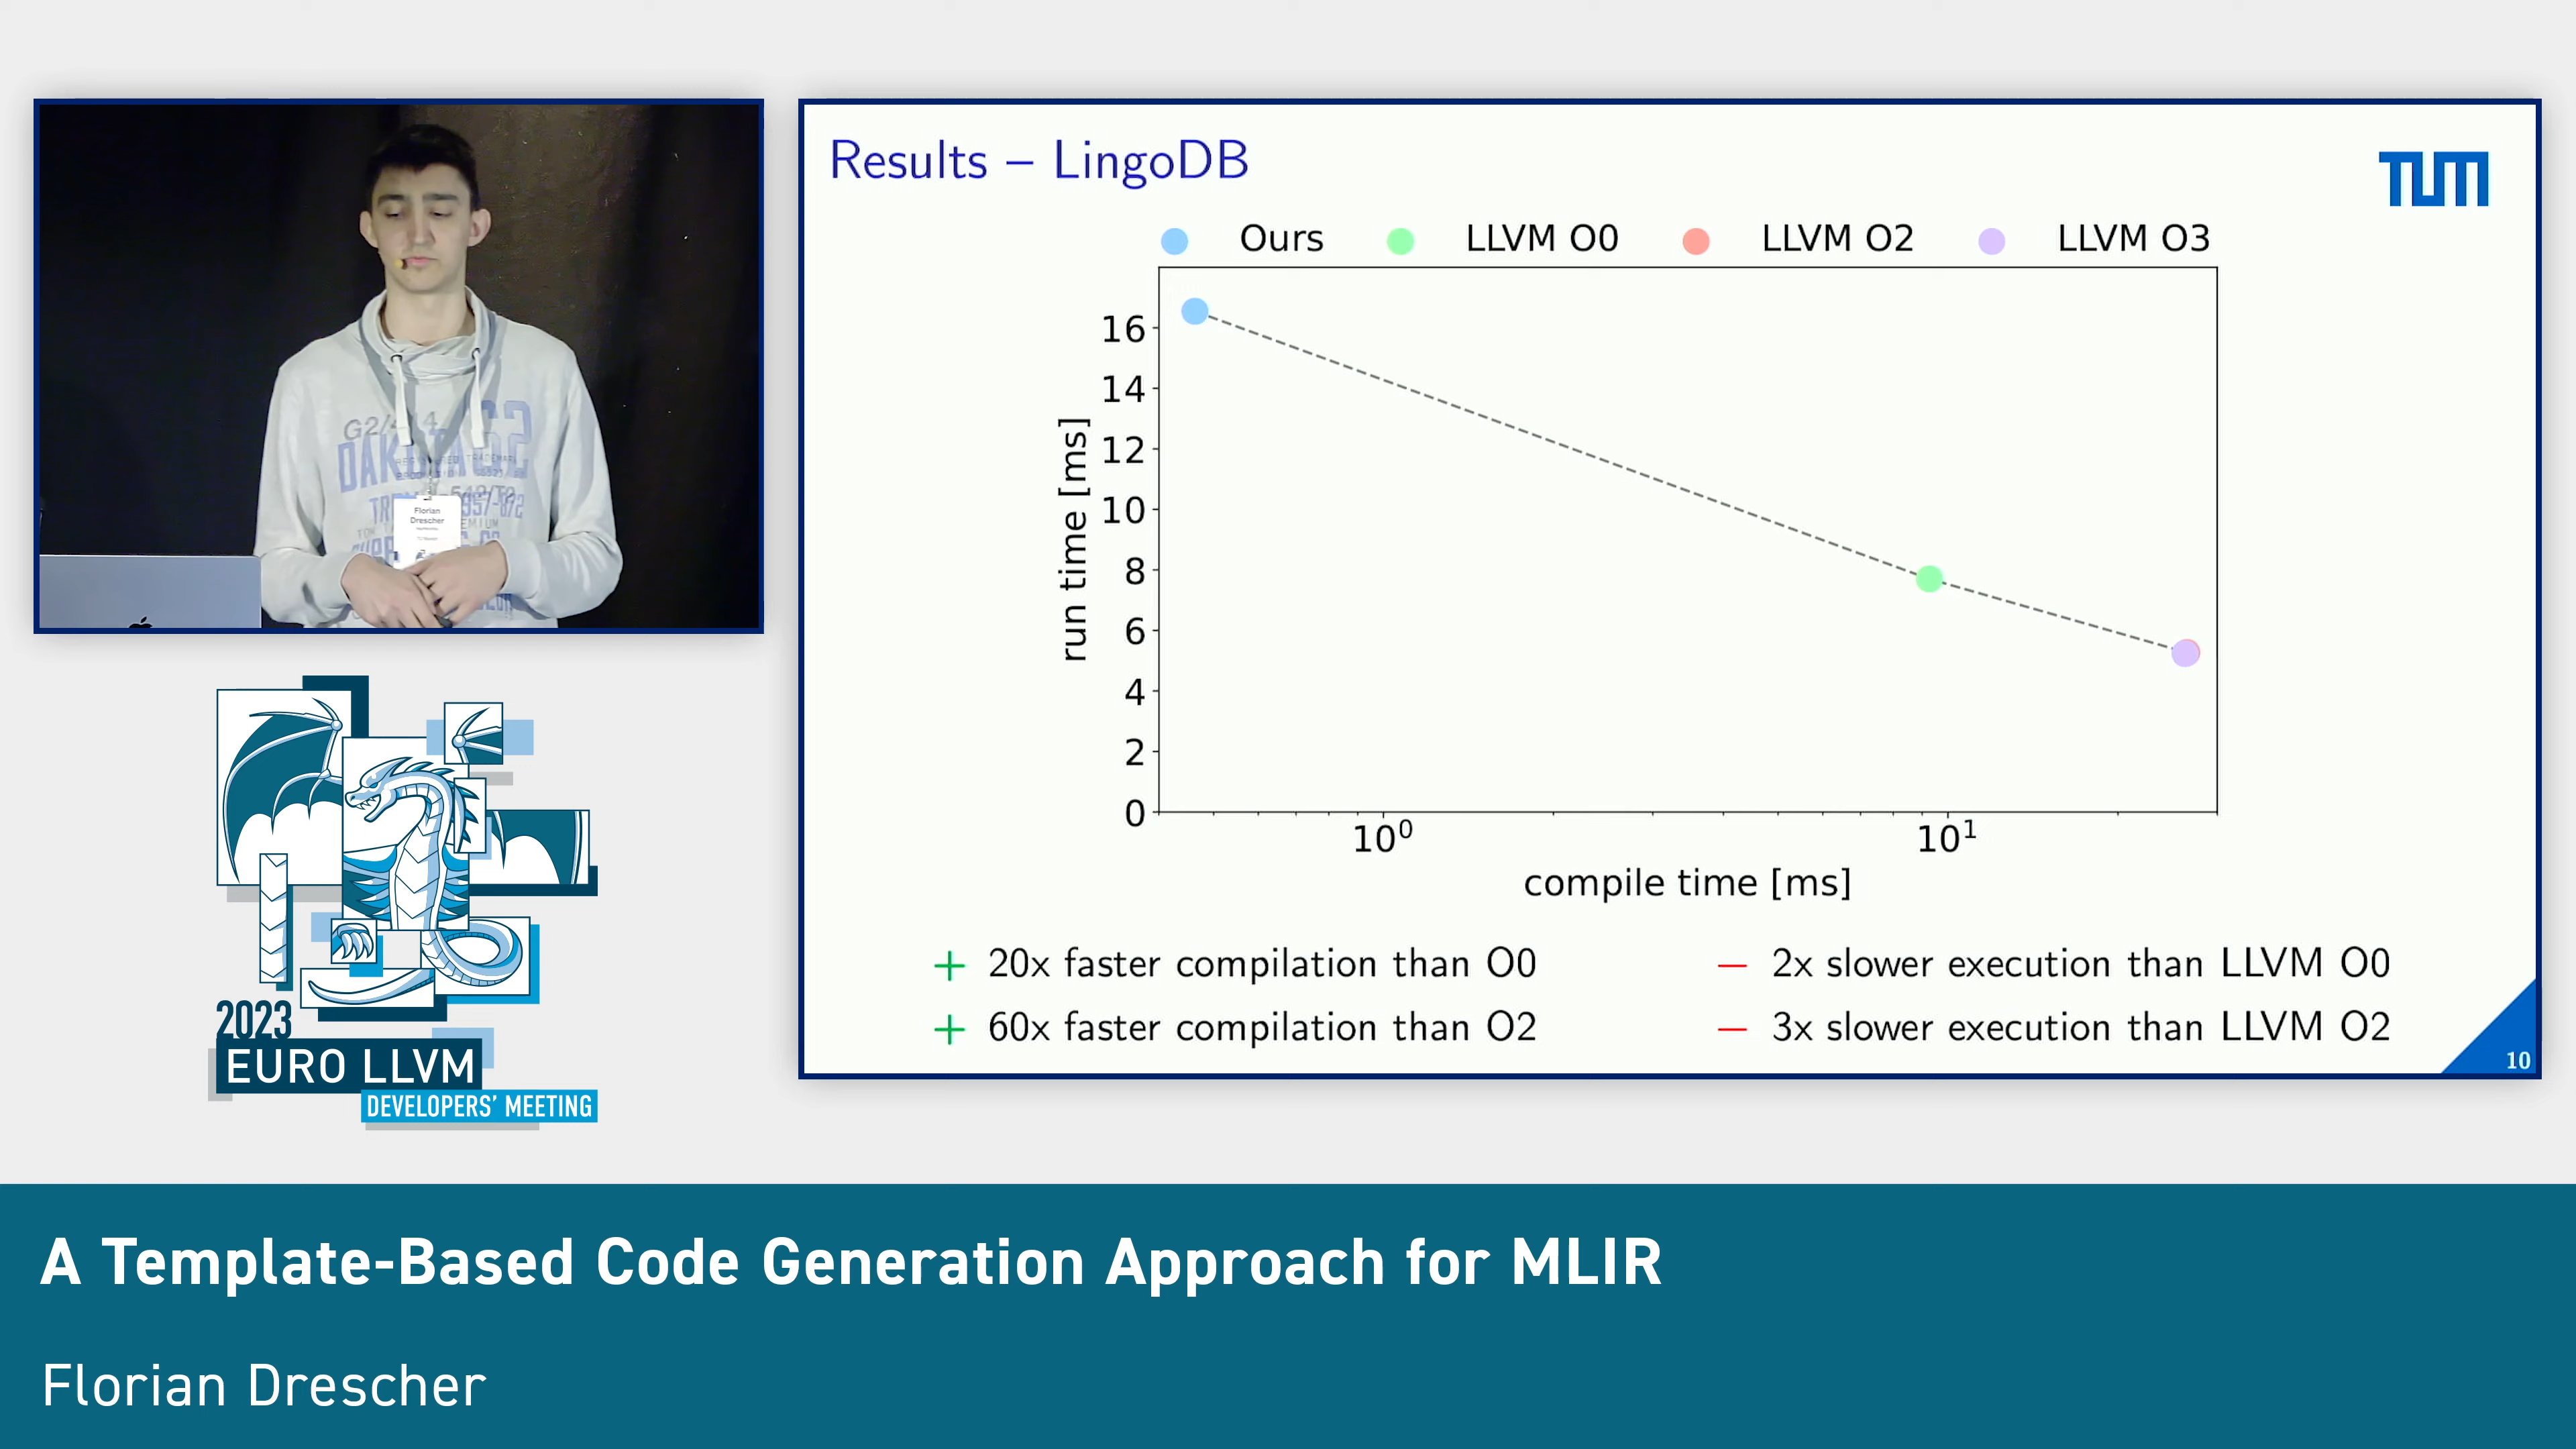 Results – LingoDB
TUM
Ours LLVM O0 LLVM O2 LLVM O3
16
14
12
10
8
6
4
2
0
run time [ms]
10⁰ 10¹
compile time [ms]
+ 20x faster compilation than O0
+ 60x faster compilation than O2
– 2x slower execution than LLVM O0
– 3x slower execution than LLVM O2
10
Florian
Drescher
2023
EURO LLVM
DEVELOPERS' MEETING
A Template-Based Code Generation Approach for MLIR
Florian Drescher